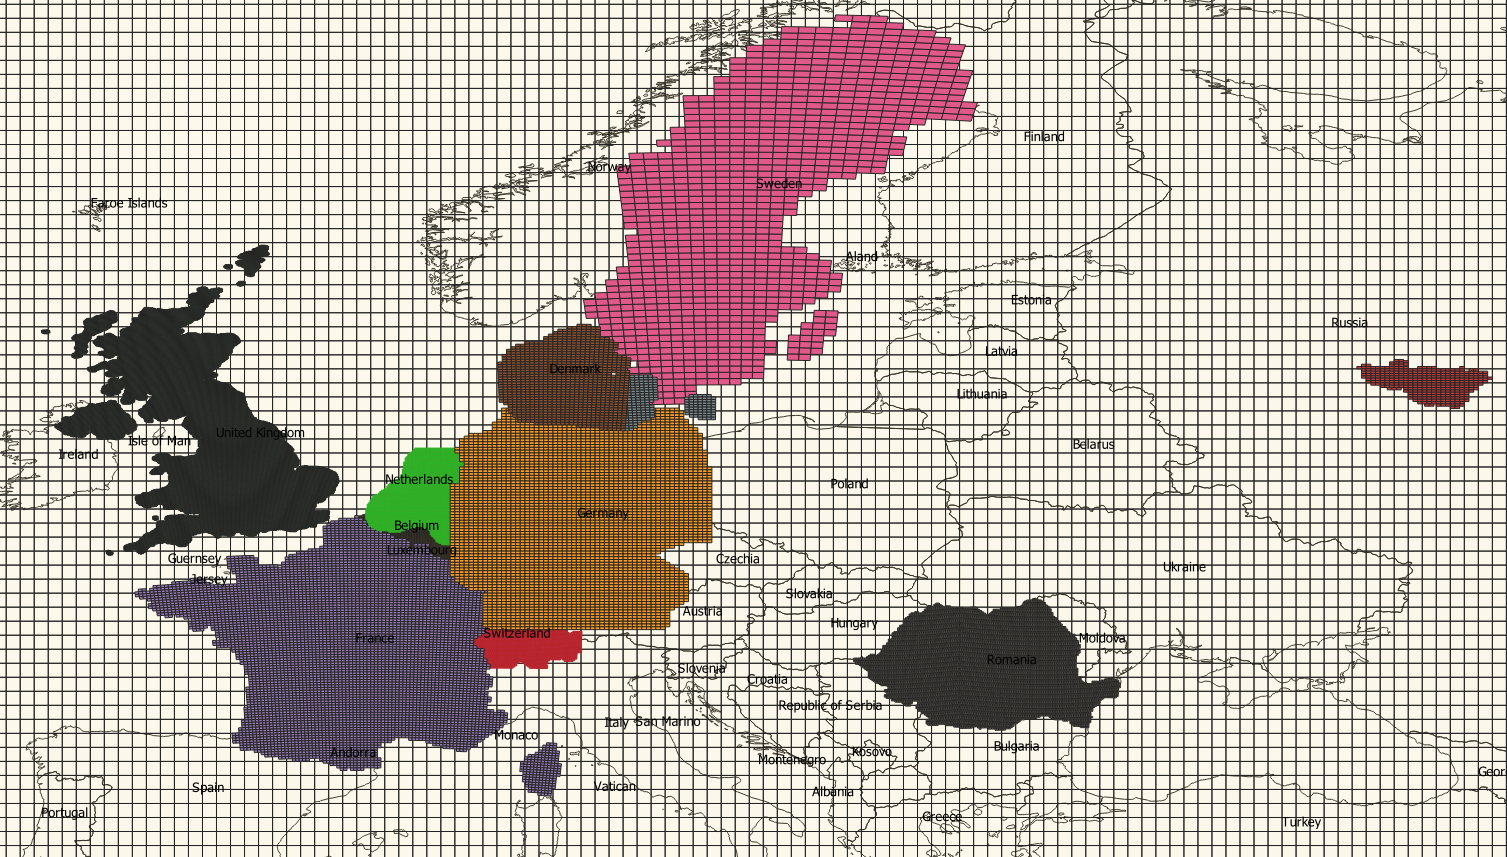 Finland
Norway
Sweden
Faroe Islands
Aland
Estonia
Russia
Latvia
Denmark
Lithuania
United Kingdom
Isle of Man
Belarus
Ireland
Netherlands
Poland
Germany
Belgium
Luxembourg
Guernsey
Czechia
Ukraine
Jersey
Slovakia
Austria
Hungary
Switzerland
France
Moldova
Romania
Slovenia
Croatia
Republic of Serbia
Italy
San Marino
Monaco
Bulgaria
Andorra
Kosovo
Montenegro
Geor
Spain
Vatican
Albania
Portugal
Greece
Turkey